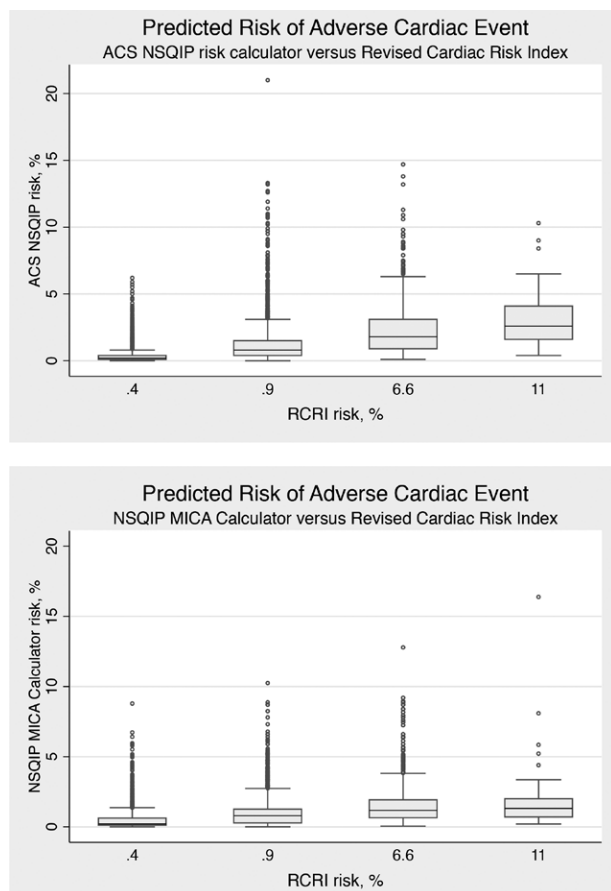 Predicted Risk of Adverse Cardiac Event
ACS NSQIP risk calculator versus Revised Cardiac Risk Index
ACS NSQIP risk, %
20
15
10
5
0
.4 .9 6.6 11
RCRI risk, %
Predicted Risk of Adverse Cardiac Event
NSQIP MICA Calculator versus Revised Cardiac Risk Index
NSQIP MICA Calculator risk, %
20
15
10
5
0
.4 .9 6.6 11
RCRI risk, %